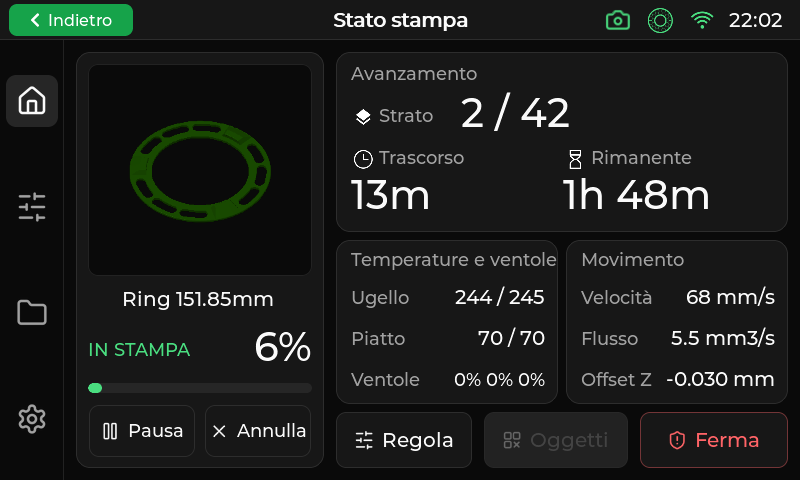 Indietro
Stato stampa
22:02
Ring 151.85mm
IN STAMPA 6%
Pausa
Annulla
Avanzamento
Strato 2 / 42
Trascorso
13m
Rimanente
1h 48m
Temperature e ventole
Ugello 244 / 245
Piatto 70 / 70
Ventole 0% 0% 0%
Movimento
Velocità 68 mm/s
Flusso 5.5 mm3/s
Offset Z -0.030 mm
Regola
Oggetti
Ferma